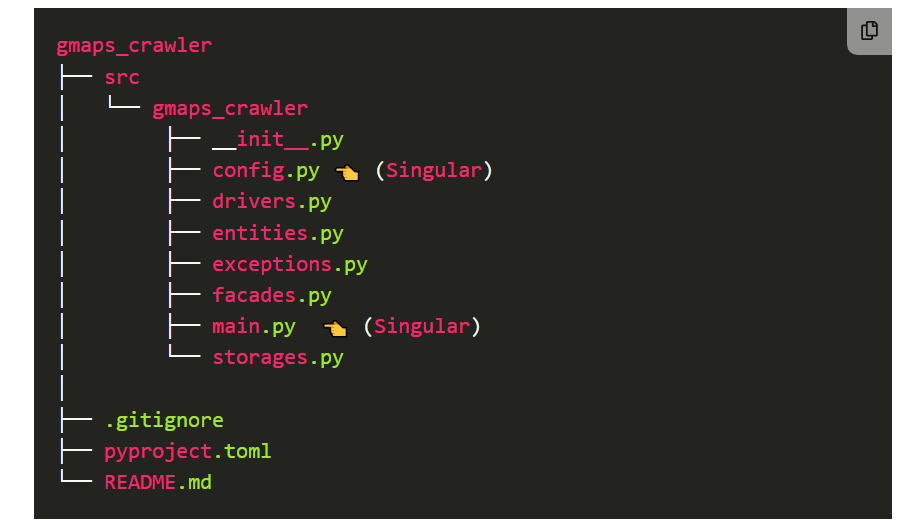 gmaps_crawler
├── src
│   └── gmaps_crawler
│        ├── __init__.py
│        ├── config.py 👈 (Singular)
│        ├── drivers.py
│        ├── entities.py
│        ├── exceptions.py
│        ├── facades.py
│        ├── main.py  👈 (Singular)
│        └── storages.py
│
├── .gitignore
├── pyproject.toml
└── README.md